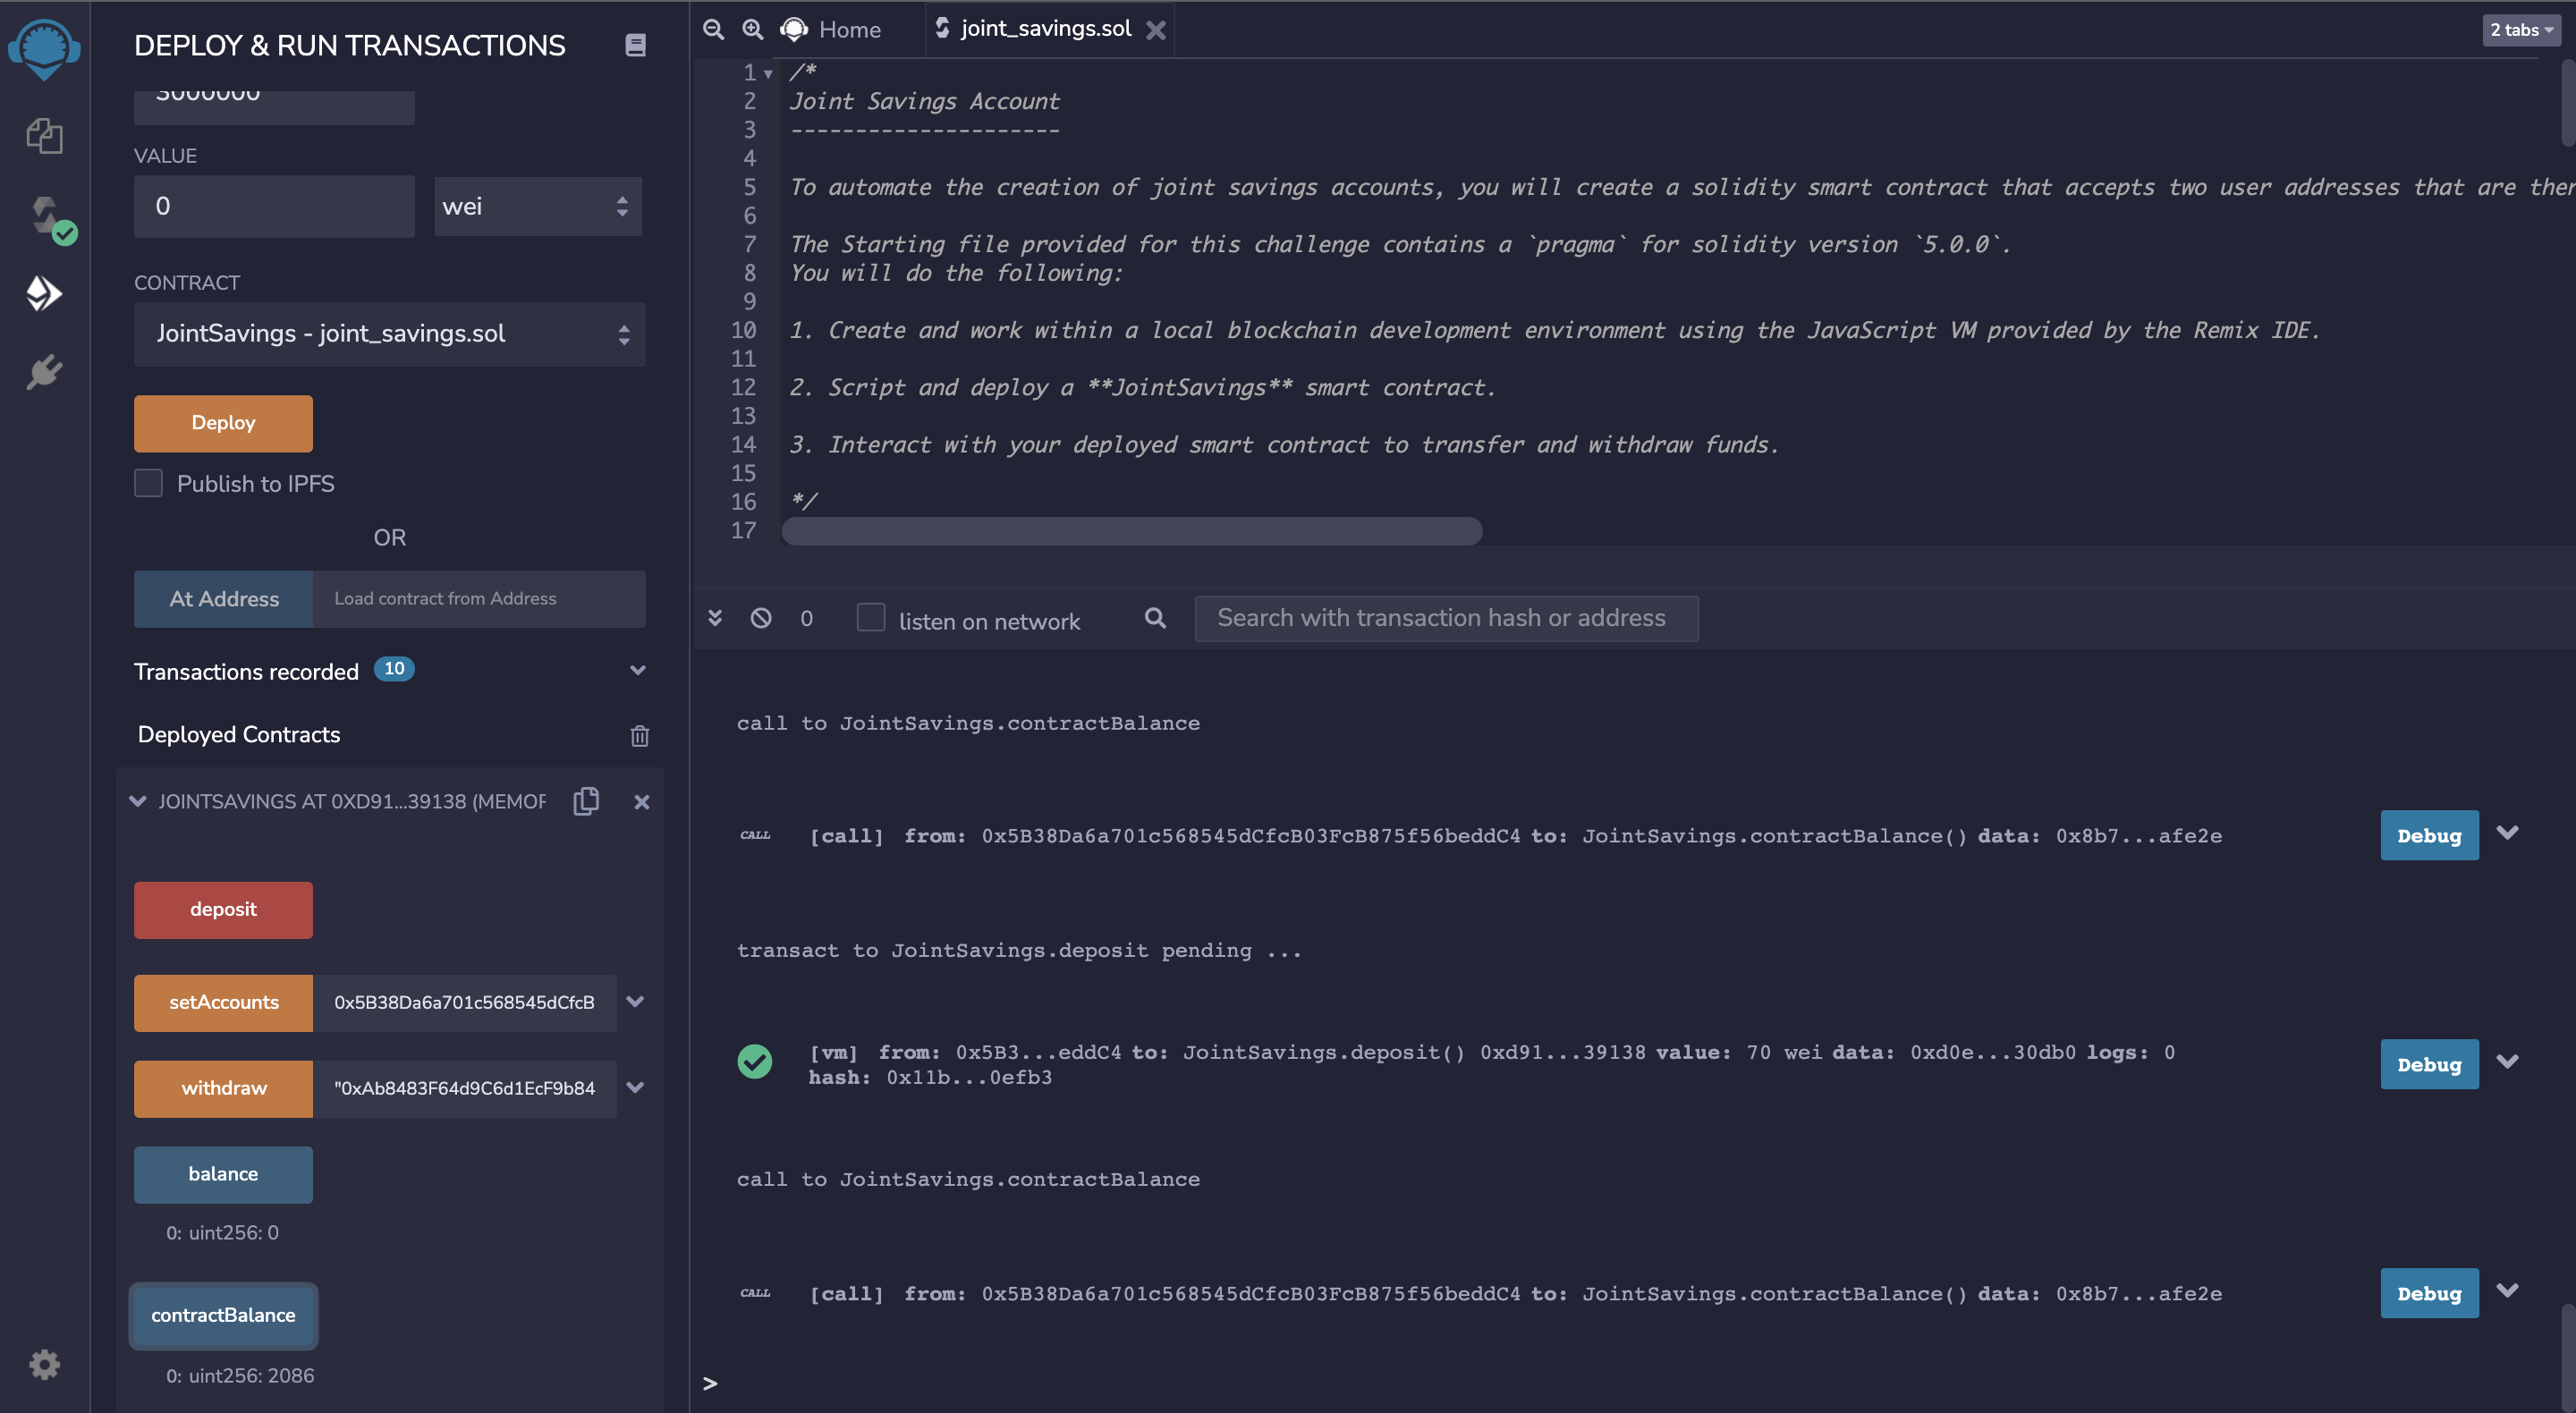 DEPLOY & RUN TRANSACTIONS
3000000
VALUE
0
wei
CONTRACT
JointSavings - joint_savings.sol
Deploy
Publish to IPFS
OR
At Address
Load contract from Address
Transactions recorded 10
Deployed Contracts
JOINTSAVINGS AT 0XD91...39138 (MEMOR
deposit
setAccounts 0x5B38Da6a701c568545dCfcB
withdraw "0xAb8483F64d9C6d1EcF9b84
balance
0: uint256: 0
contractBalance
0: uint256: 2086
Home
joint_savings.sol
2 tabs
1 /*
2 Joint Savings Account
3 ---------------------
4
5 To automate the creation of joint savings accounts, you will create a solidity smart contract that accepts two user addresses that are then
6
7 The Starting file provided for this challenge contains a `pragma` for solidity version `5.0.0`.
8 You will do the following:
9
10 1. Create and work within a local blockchain development environment using the JavaScript VM provided by the Remix IDE.
11
12 2. Script and deploy a **JointSavings** smart contract.
13
14 3. Interact with your deployed smart contract to transfer and withdraw funds.
15
16 */
17
0
listen on network
Search with transaction hash or address
call to JointSavings.contractBalance
CALL [call] from: 0x5B38Da6a701c568545dCfcB03FcB875f56beddC4 to: JointSavings.contractBalance() data: 0x8b7...afe2e
Debug
transact to JointSavings.deposit pending ...
[vm] from: 0x5B3...eddC4 to: JointSavings.deposit() 0xd91...39138 value: 70 wei data: 0xd0e...30db0 logs: 0
hash: 0x11b...0efb3
Debug
call to JointSavings.contractBalance
CALL [call] from: 0x5B38Da6a701c568545dCfcB03FcB875f56beddC4 to: JointSavings.contractBalance() data: 0x8b7...afe2e
Debug
>